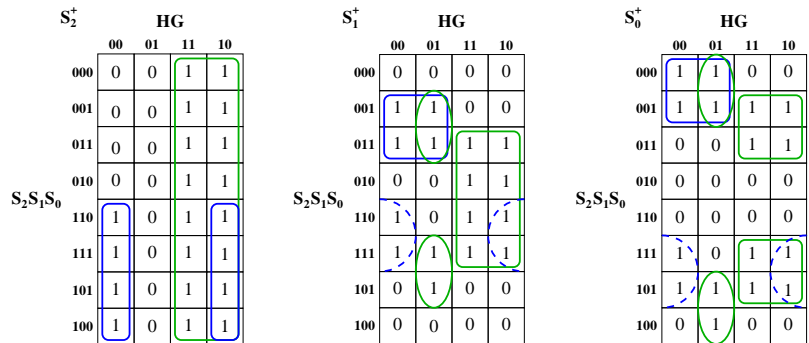 S₂⁺ HG
00 01 11 10
000 0 0 1 1
001 0 0 1 1
011 0 0 1 1
010 0 0 1 1
S₂S₁S₀
110 1 0 1 1
111 1 0 1 1
101 1 0 1 1
100 1 0 1 1
S₁⁺ HG
00 01 11 10
000 0 0 0 0
001 1 1 0 0
011 1 1 1 1
010 0 0 1 1
S₂S₁S₀
110 1 0 1 1
111 1 1 1 1
101 0 1 0 0
100 0 0 0 0
S₀⁺ HG
00 01 11 10
000 1 1 0 0
001 1 1 1 1
011 0 0 1 1
010 0 0 0 0
S₂S₁S₀
110 0 0 0 0
111 1 0 1 1
101 1 1 1 1
100 0 1 0 0